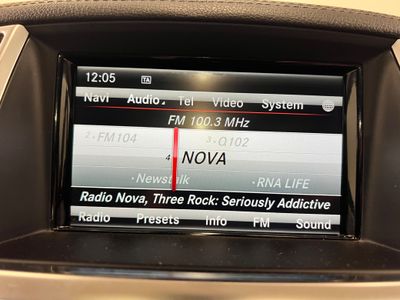 12:05 TA
Navi Audio Tel Video System
FM 100.3 MHz
2 FM104 3 Q102
4 NOVA
Newstalk RNA LIFE
Radio Nova, Three Rock: Seriously Addictive
Radio Presets Info FM Sound